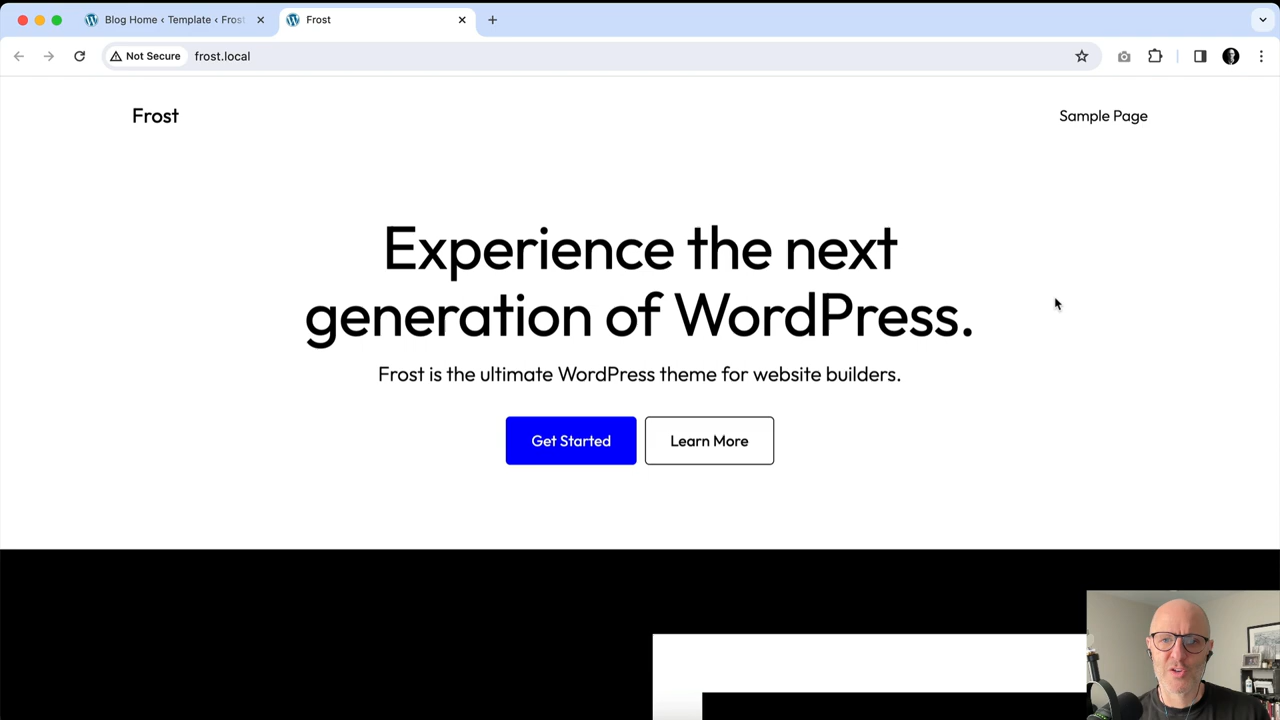 Blog Home ‹ Template ‹ Fros
Frost
Not Secure
frost.local
Frost
Sample Page
Experience the next
generation of WordPress.
Frost is the ultimate WordPress theme for website builders.
Get Started
Learn More